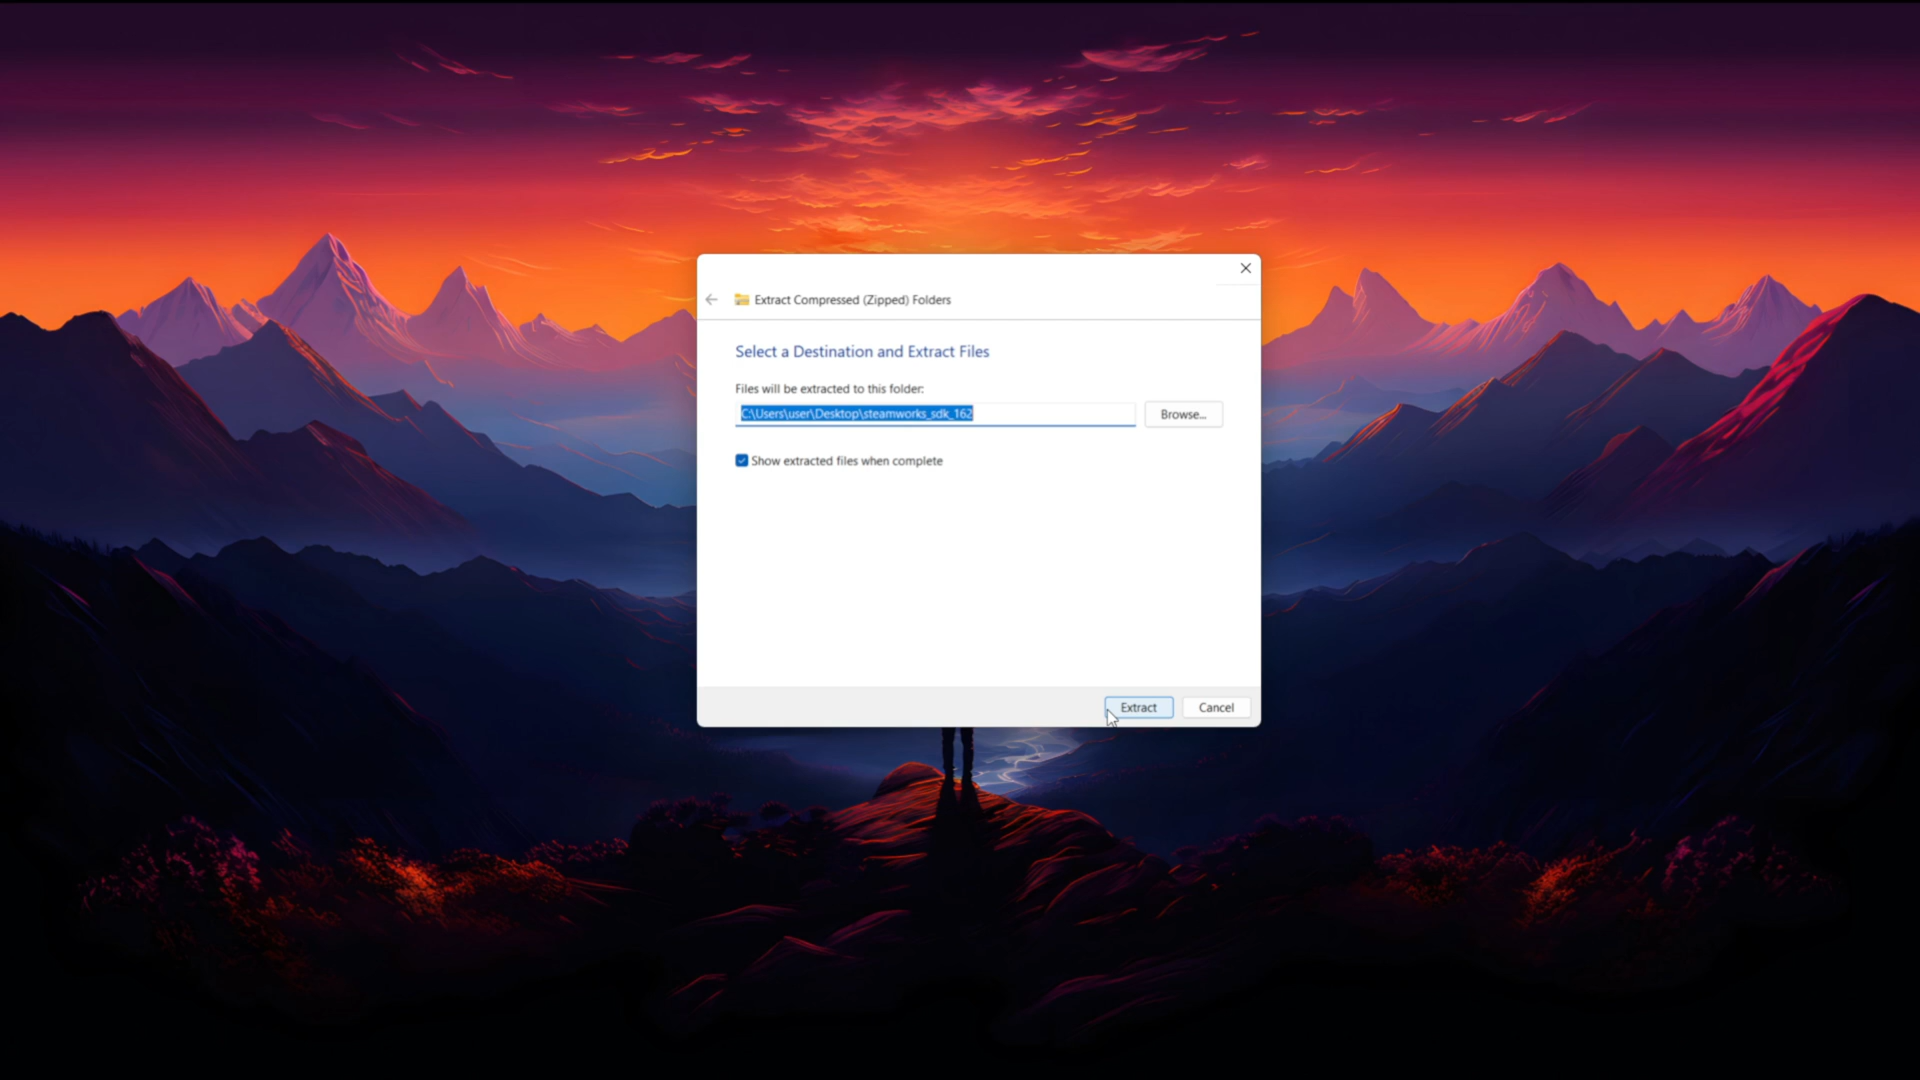 Extract Compressed (Zipped) Folders
Select a Destination and Extract Files
Files will be extracted to this folder:
C:\Users\user\Desktop\steamworks_sdk_162
Browse...
Show extracted files when complete
Extract
Cancel